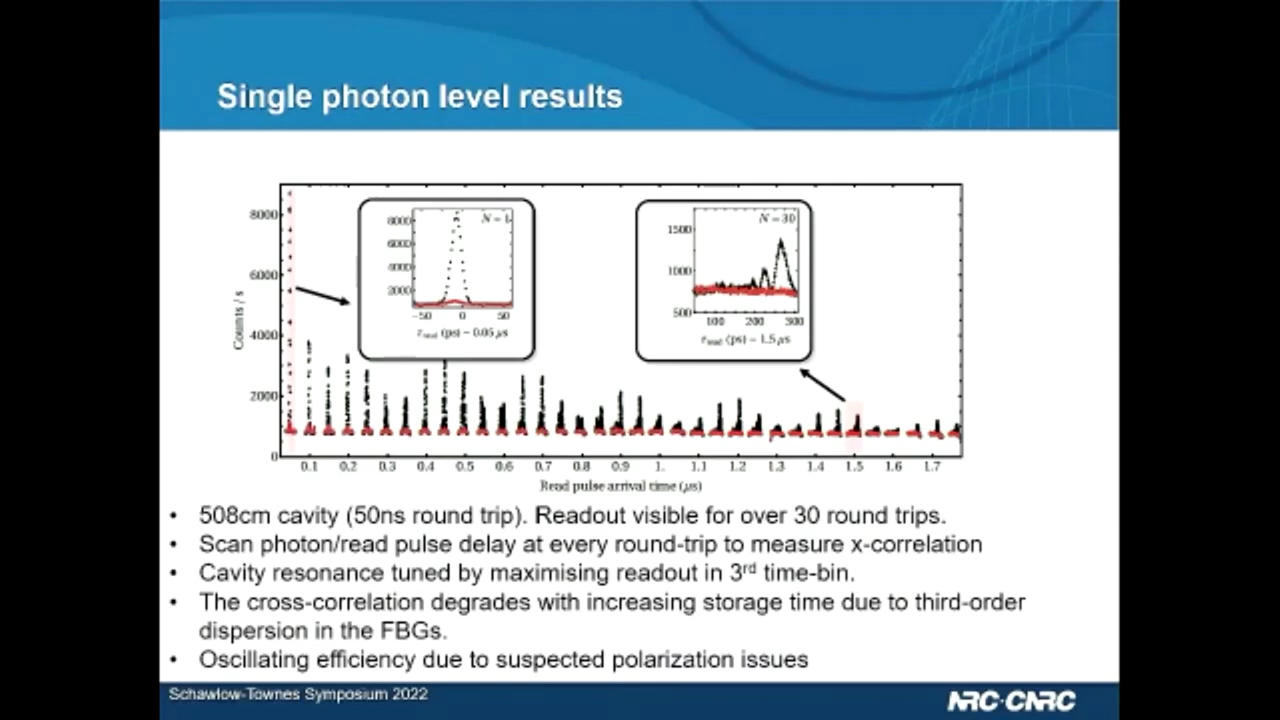 Single photon level results
8000
6000
4000
2000
0
Counts / s
8000
6000
4000
2000
N = 1
−50 0 50
τread (ps) − 0.05 μs
1500
1000
500
N = 30
100 200 300
τread (ps) − 1.5 μs
0.1 0.2 0.3 0.4 0.5 0.6 0.7 0.8 0.9 1. 1.1 1.2 1.3 1.4 1.5 1.6 1.7
Read pulse arrival time (μs)
• 508cm cavity (50ns round trip). Readout visible for over 30 round trips.
• Scan photon/read pulse delay at every round-trip to measure x-correlation
• Cavity resonance tuned by maximising readout in 3rd time-bin.
• The cross-correlation degrades with increasing storage time due to third-order
dispersion in the FBGs.
• Oscillating efficiency due to suspected polarization issues
Schawlow-Townes Symposium 2022
NRC·CNRC